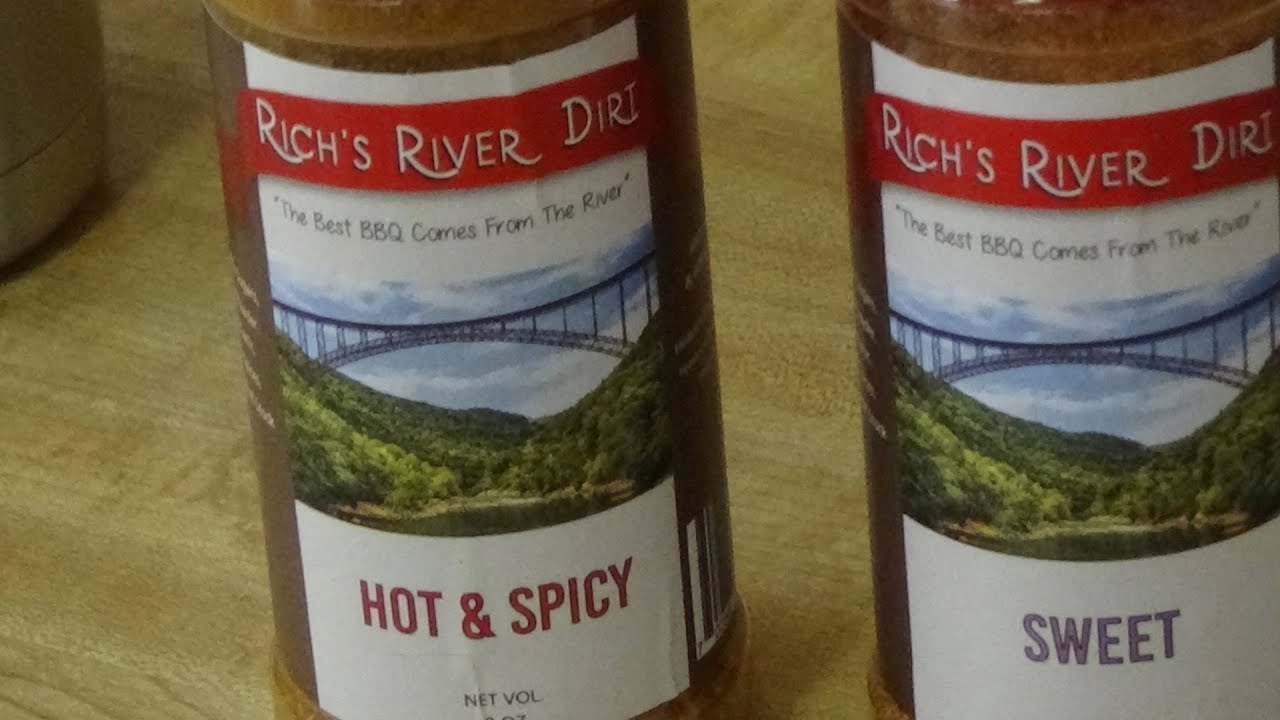 RICH'S RIVER DIRT
"The Best BBQ Comes From The River"
HOT & SPICY
NET VOL
RICH'S RIVER DIRT
"The Best BBQ Comes From The River"
SWEET